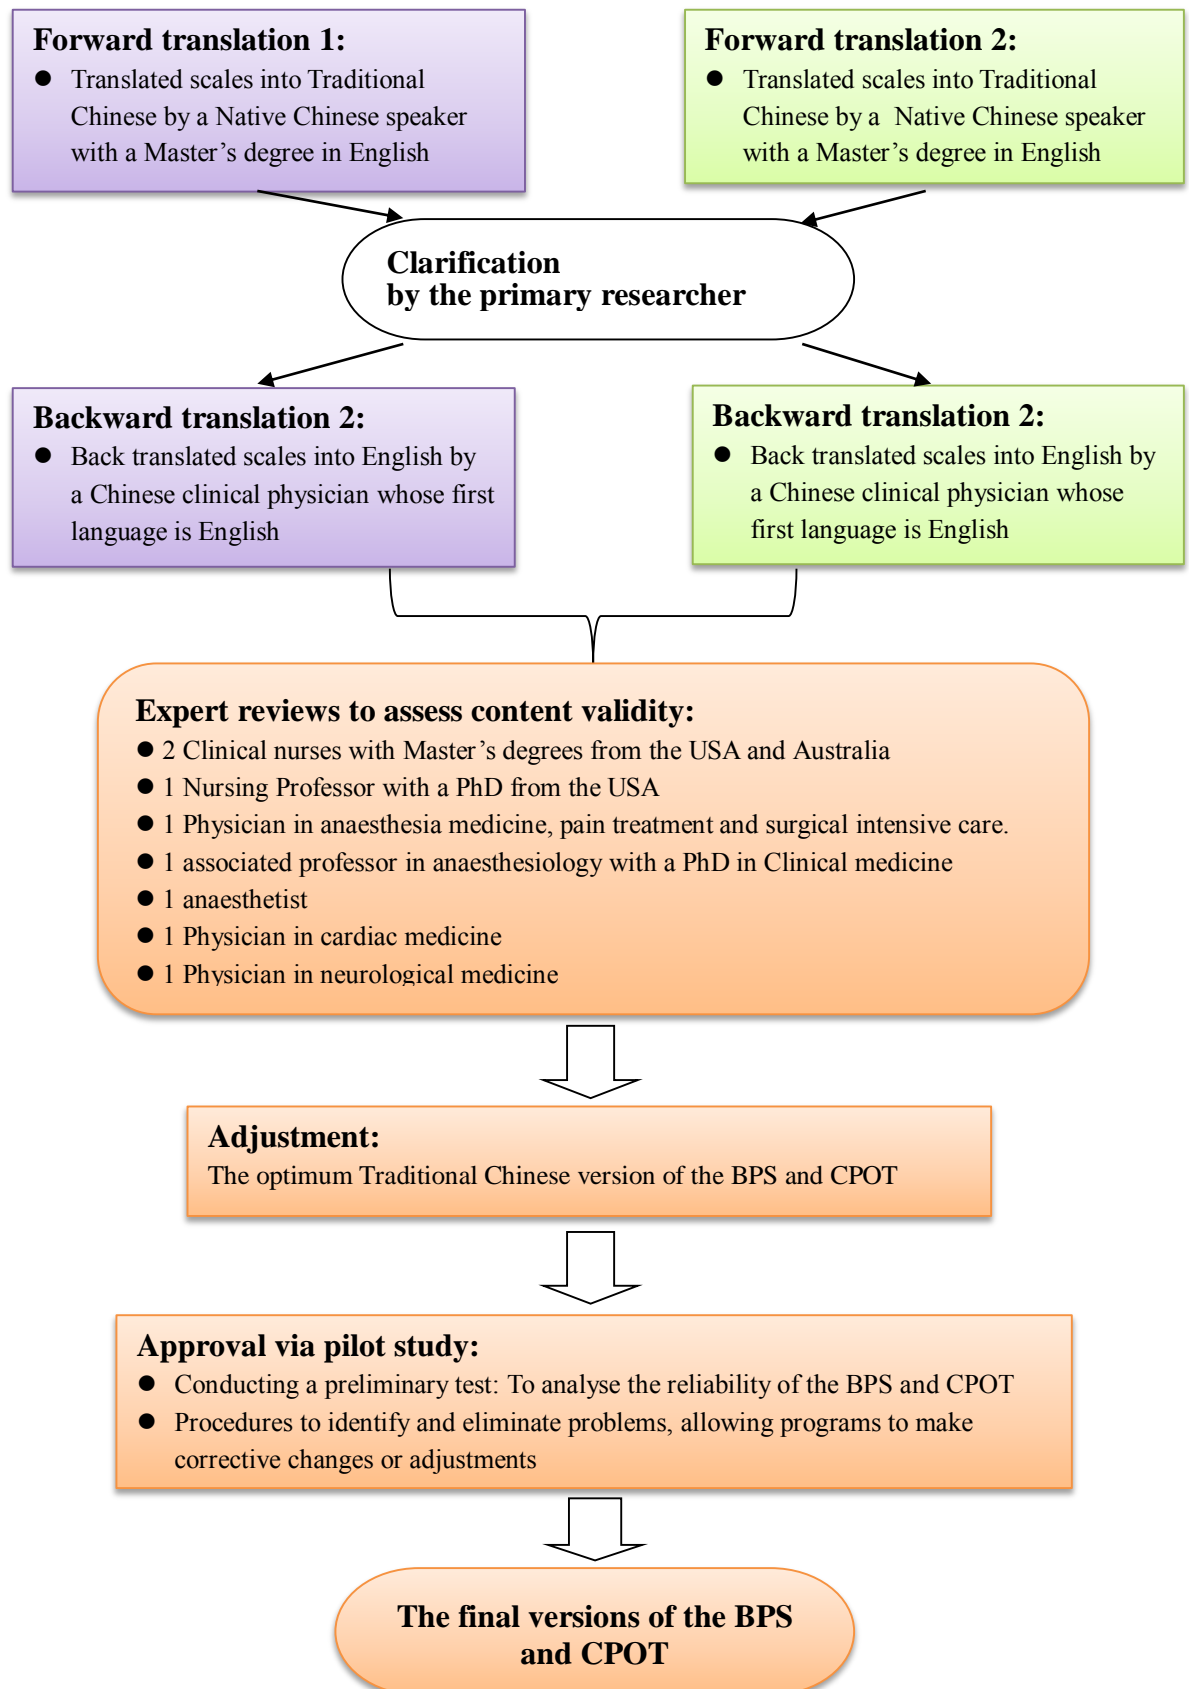 Forward translation 1:
● Translated scales into Traditional
Chinese by a Native Chinese speaker
with a Master’s degree in English
Forward translation 2:
● Translated scales into Traditional
Chinese by a Native Chinese speaker
with a Master’s degree in English
Clarification
by the primary researcher
Backward translation 2:
● Back translated scales into English by
a Chinese clinical physician whose first
language is English
Backward translation 2:
● Back translated scales into English by
a Chinese clinical physician whose
first language is English
Expert reviews to assess content validity:
● 2 Clinical nurses with Master’s degrees from the USA and Australia
● 1 Nursing Professor with a PhD from the USA
● 1 Physician in anaesthesia medicine, pain treatment and surgical intensive care.
● 1 associated professor in anaesthesiology with a PhD in Clinical medicine
● 1 anaesthetist
● 1 Physician in cardiac medicine
● 1 Physician in neurological medicine
Adjustment:
The optimum Traditional Chinese version of the BPS and CPOT
Approval via pilot study:
● Conducting a preliminary test: To analyse the reliability of the BPS and CPOT
● Procedures to identify and eliminate problems, allowing programs to make
corrective changes or adjustments
The final versions of the BPS
and CPOT